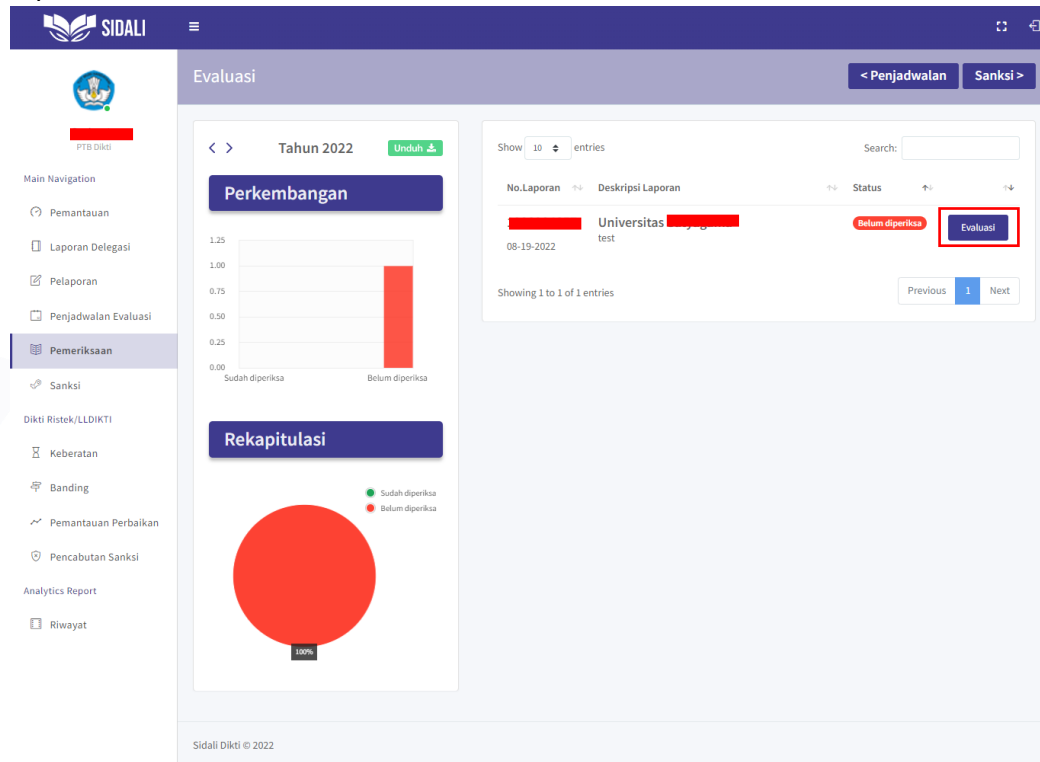 SIDALI
Evaluasi
< Penjadwalan
Sanksi >
PTB Dikti
Main Navigation
Pemantauan
Laporan Delegasi
Pelaporan
Penjadwalan Evaluasi
Pemeriksaan
Sanksi
Dikti Ristek/LLDIKTI
Keberatan
Banding
Pemantauan Perbaikan
Pencabutan Sanksi
Analytics Report
Riwayat
< > Tahun 2022 Unduh
Perkembangan
1.25
1.00
0.75
0.50
0.25
0.00
Sudah diperiksa Belum diperiksa
Rekapitulasi
Sudah diperiksa
Belum diperiksa
100%
Show 10 entries Search:
No.Laporan Deskripsi Laporan Status
Universitas Belum diperiksa Evaluasi
test
08-19-2022
Showing 1 to 1 of 1 entries Previous 1 Next
Sidali Dikti © 2022